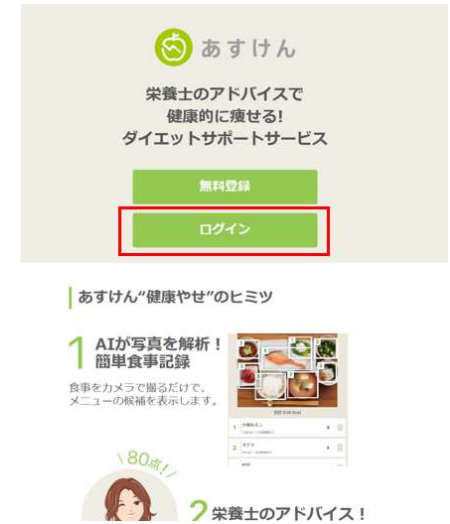 あすけん
栄養士のアドバイスで
健康的に痩せる!
ダイエットサポートサービス
無料登録
ログイン
あすけん“健康やせ”のヒミツ
1 AIが写真を解析！
簡単食事記録
食事をカメラで撮るだけで、
メニューの候補を表示します。
1
2
80点!
2 栄養士のアドバイス！